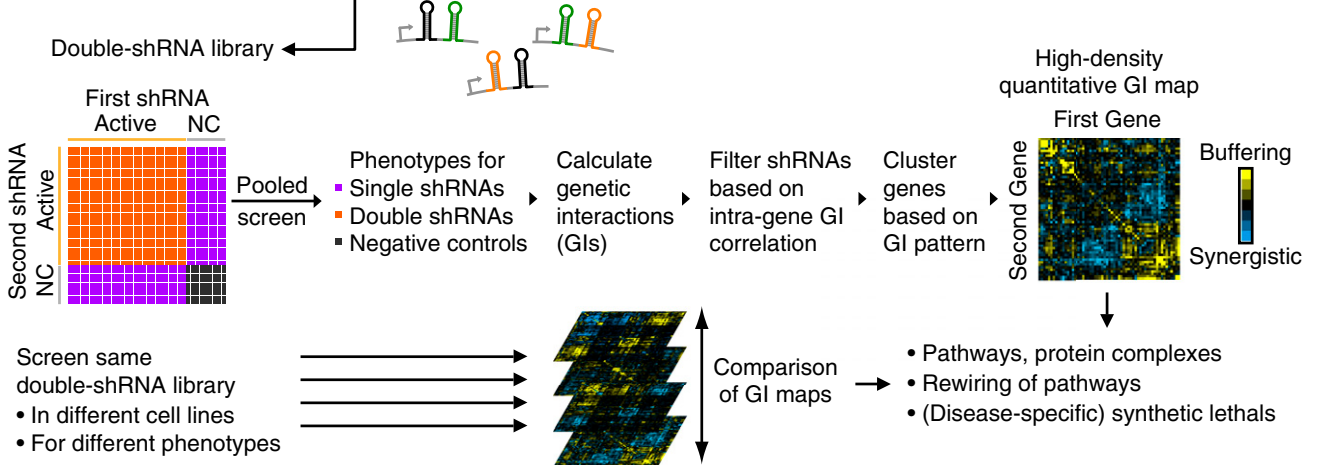 Double-shRNA library
First shRNA
Active
NC
Second shRNA
Active
NC
Pooled
screen
Phenotypes for
Single shRNAs
Double shRNAs
Negative controls
Calculate
genetic
interactions
(GIs)
Filter shRNAs
based on
intra-gene GI
correlation
Cluster
genes
based on
GI pattern
High-density
quantitative GI map
First Gene
Second Gene
Buffering
Synergistic
Screen same
double-shRNA library
• In different cell lines
• For different phenotypes
Comparison
of GI maps
• Pathways, protein complexes
• Rewiring of pathways
• (Disease-specific) synthetic lethals